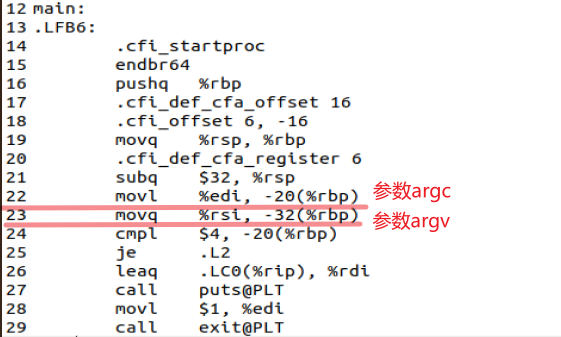 12 main:
13 .LFB6:
14 .cfi_startproc
15 endbr64
16 pushq %rbp
17 .cfi_def_cfa_offset 16
18 .cfi_offset 6, -16
19 movq %rsp, %rbp
20 .cfi_def_cfa_register 6
21 subq $32, %rsp
22 movl %edi, -20(%rbp) 参数argc
23 movq %rsi, -32(%rbp) 参数argv
24 cmpl $4, -20(%rbp)
25 je .L2
26 leaq .LC0(%rip), %rdi
27 call puts@PLT
28 movl $1, %edi
29 call exit@PLT